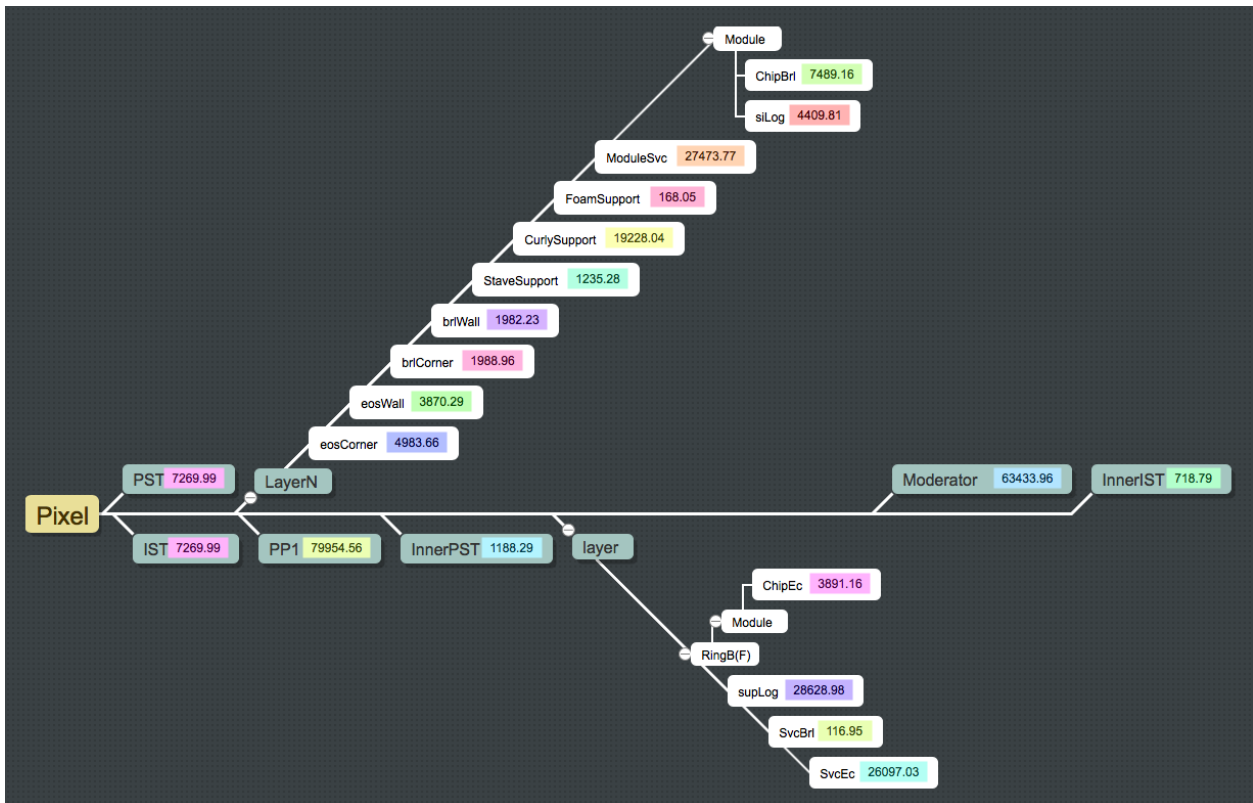 Module
ChipBrl 7489.16
siLog 4409.81
ModuleSvc 27473.77
FoamSupport 168.05
CurlySupport 19228.04
StaveSupport 1235.28
brlWall 1982.23
brlCorner 1988.96
eosWall 3870.29
eosCorner 4983.66
PST 7269.99
LayerN
Moderator 63433.96
InnerIST 718.79
Pixel
IST 7269.99
PP1 79954.56
InnerPST 1188.29
layer
ChipEc 3891.16
Module
RingB(F)
supLog 28628.98
SvcBrl 116.95
SvcEc 26097.03